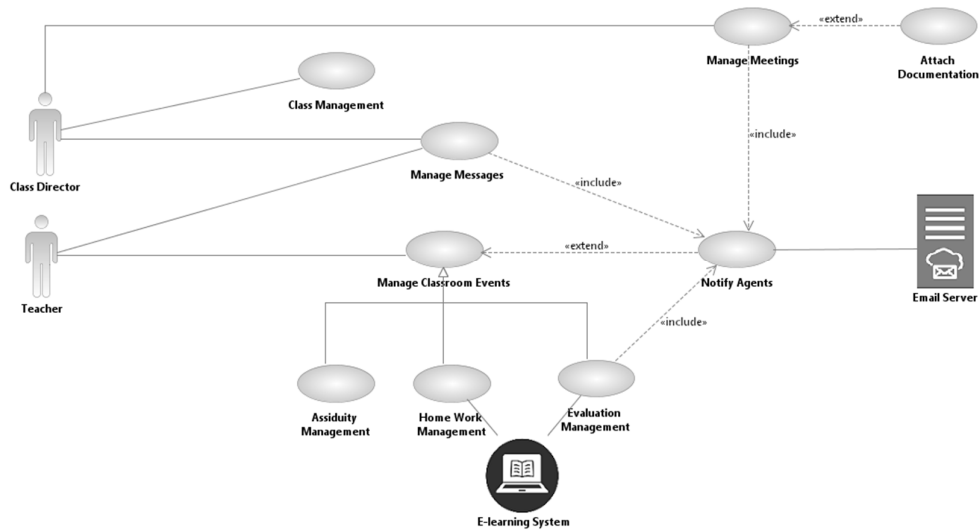 «extend»
Manage Meetings
Attach
Documentation
Class Management
«include»
Class Director
Manage Messages
«include»
«extend»
Manage Classroom Events
Notify Agents
Teacher
Email Server
«include»
Assiduity
Management
Home Work
Management
Evaluation
Management
E-learning System